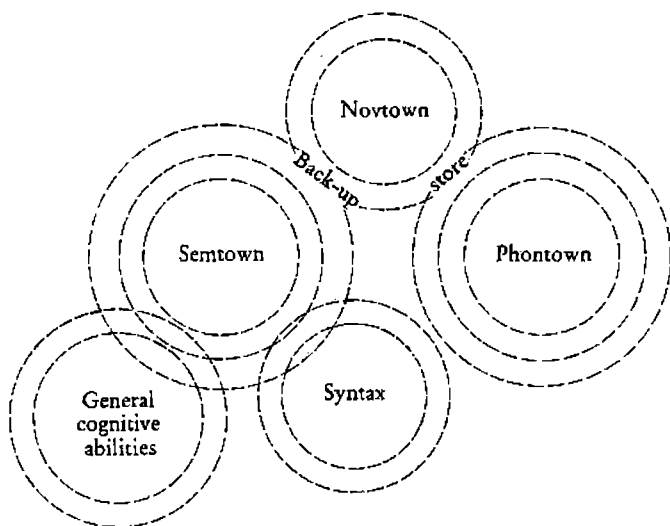 Novtown
Back-up
store
Semtown
Phontown
General
cognitive
abilities
Syntax